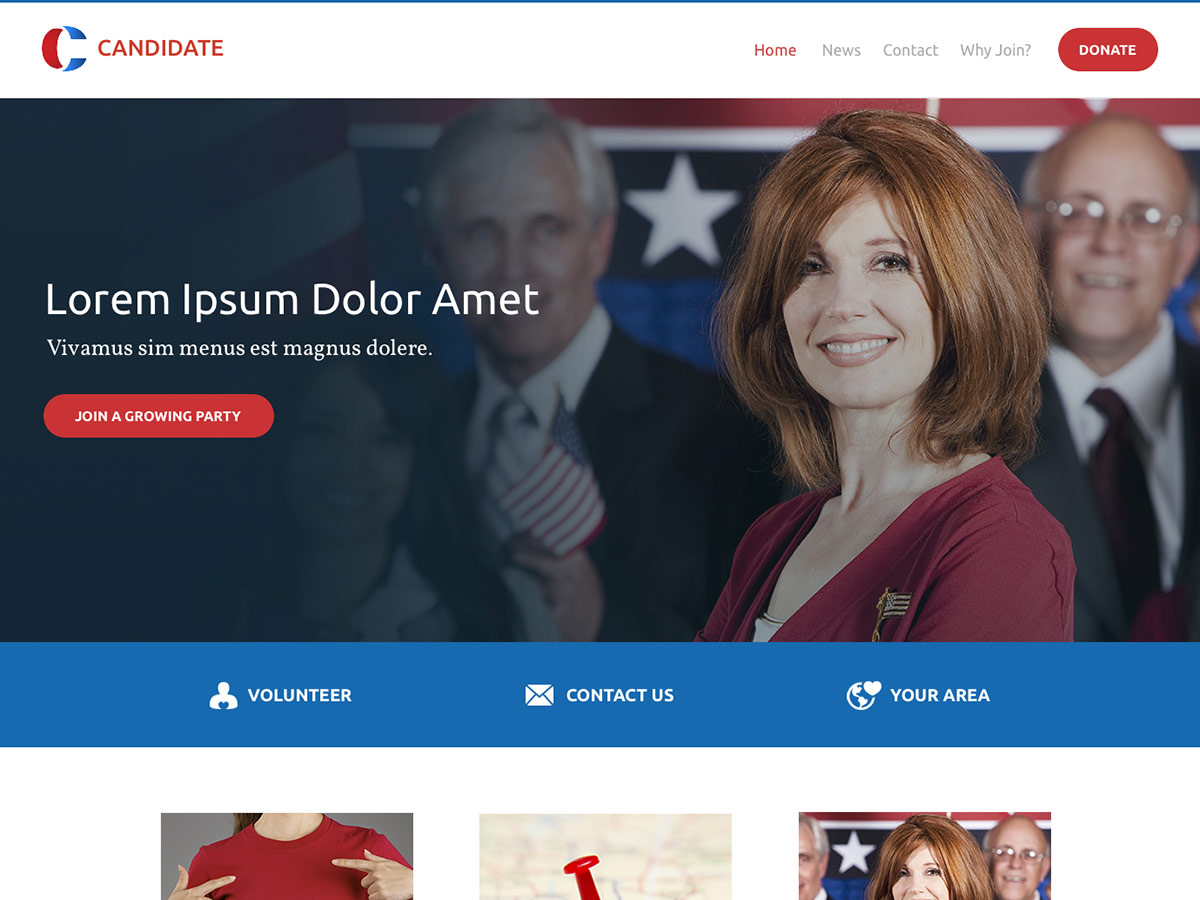 CANDIDATE
Home News Contact Why Join? DONATE
Lorem Ipsum Dolor Amet
Vivamus sim menus est magnus dolere.
JOIN A GROWING PARTY
VOLUNTEER CONTACT US YOUR AREA